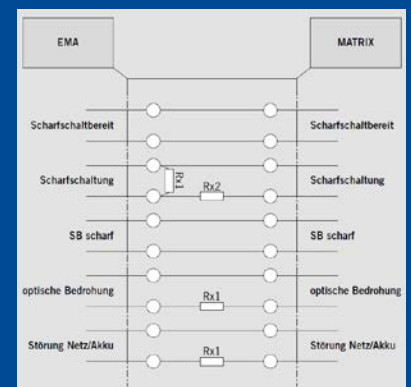 EMA MATRIX
Scharfschaltbereit Scharfschaltbereit
Scharfschaltung Rx1 Rx2 Scharfschaltung
SB scharf SB scharf
optische Bedrohung Rx1 optische Bedrohung
Störung Netz/Akku Rx1 Störung Netz/Akku